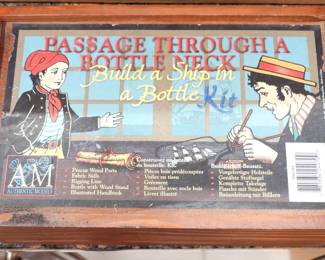 PASSAGE THROUGH A
BOTTLE NECK
Build a Ship in
a Bottle Kit
AM
AUTHENTIC MODELS
Precut Wood Parts
Fabric Sails
Rigging Line
Bottle with Wood Stand
Illustrated Handbook
Construisez un
en bouteille. Kit:
Pièces bois prédécoupées
Voiles en tissu
Gréement
Bouteille avec socle bois
Livret illustré
Buddelschiff-Bausatz.
Vorgefertigte Holzteile
Genähte Stoffsegel
Komplette Takelage
Flasche mit Ständer
Bauanleitung mit Bildern